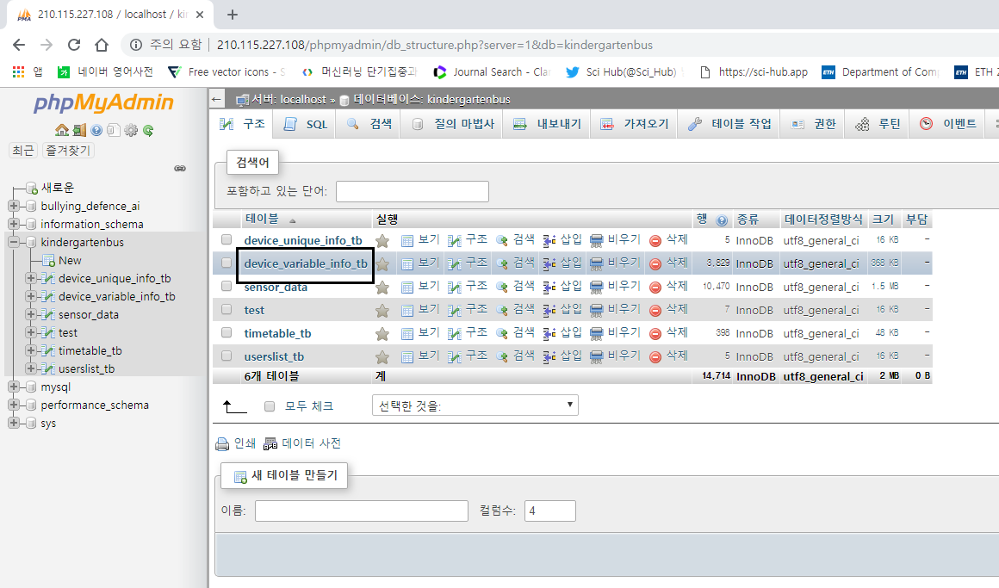 210.115.227.108 / localhost / kir
주의 요함 210.115.227.108/phpmyadmin/db_structure.php?server=1&db=kindergartenbus
앱 네이버 영어사전 Free vector icons - S 머신러닝 단기집중과 Journal Search - Cla Sci Hub(@Sci_Hub) https://sci-hub.app ETH Department of Comp ETH ETH Z
phpMyAdmin
최근 즐겨찾기
새로운
bullying_defence_ai
information_schema
kindergartenbus
New
device_unique_info_tb
device_variable_info_tb
sensor_data
test
timetable_tb
userslist_tb
mysql
performance_schema
sys
서버: localhost » 데이터베이스: kindergartenbus
구조 SQL 검색 질의 마법사 내보내기 가져오기 테이블 작업 권한 루틴 이벤트
검색어
포함하고 있는 단어:
테이블 실행 행 종류 데이터정렬방식 크기 부담
device_unique_info_tb 보기 구조 검색 삽입 비우기 삭제 5 InnoDB utf8_general_ci 16 KB -
device_variable_info_tb 보기 구조 검색 삽입 비우기 삭제 3,829 InnoDB utf8_general_ci 368 KB -
sensor_data 보기 구조 검색 삽입 비우기 삭제 10,470 InnoDB utf8_general_ci 1.5 MB -
test 보기 구조 검색 삽입 비우기 삭제 7 InnoDB utf8_general_ci 16 KB -
timetable_tb 보기 구조 검색 삽입 비우기 삭제 398 InnoDB utf8_general_ci 48 KB -
userslist_tb 보기 구조 검색 삽입 비우기 삭제 5 InnoDB utf8_general_ci 16 KB -
6개 테이블 계 14,714 InnoDB utf8_general_ci 2 MB 0 B
모두 체크 선택한 것을:
인쇄 데이터 사전
새 테이블 만들기
이름: 컬럼수: 4